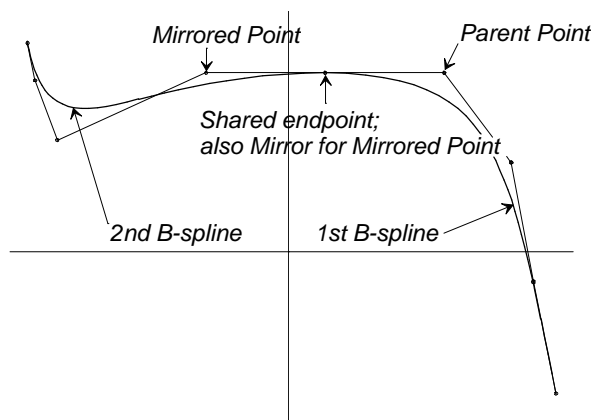 Mirrored Point
Parent Point
Shared endpoint;
also Mirror for Mirrored Point
2nd B-spline
1st B-spline